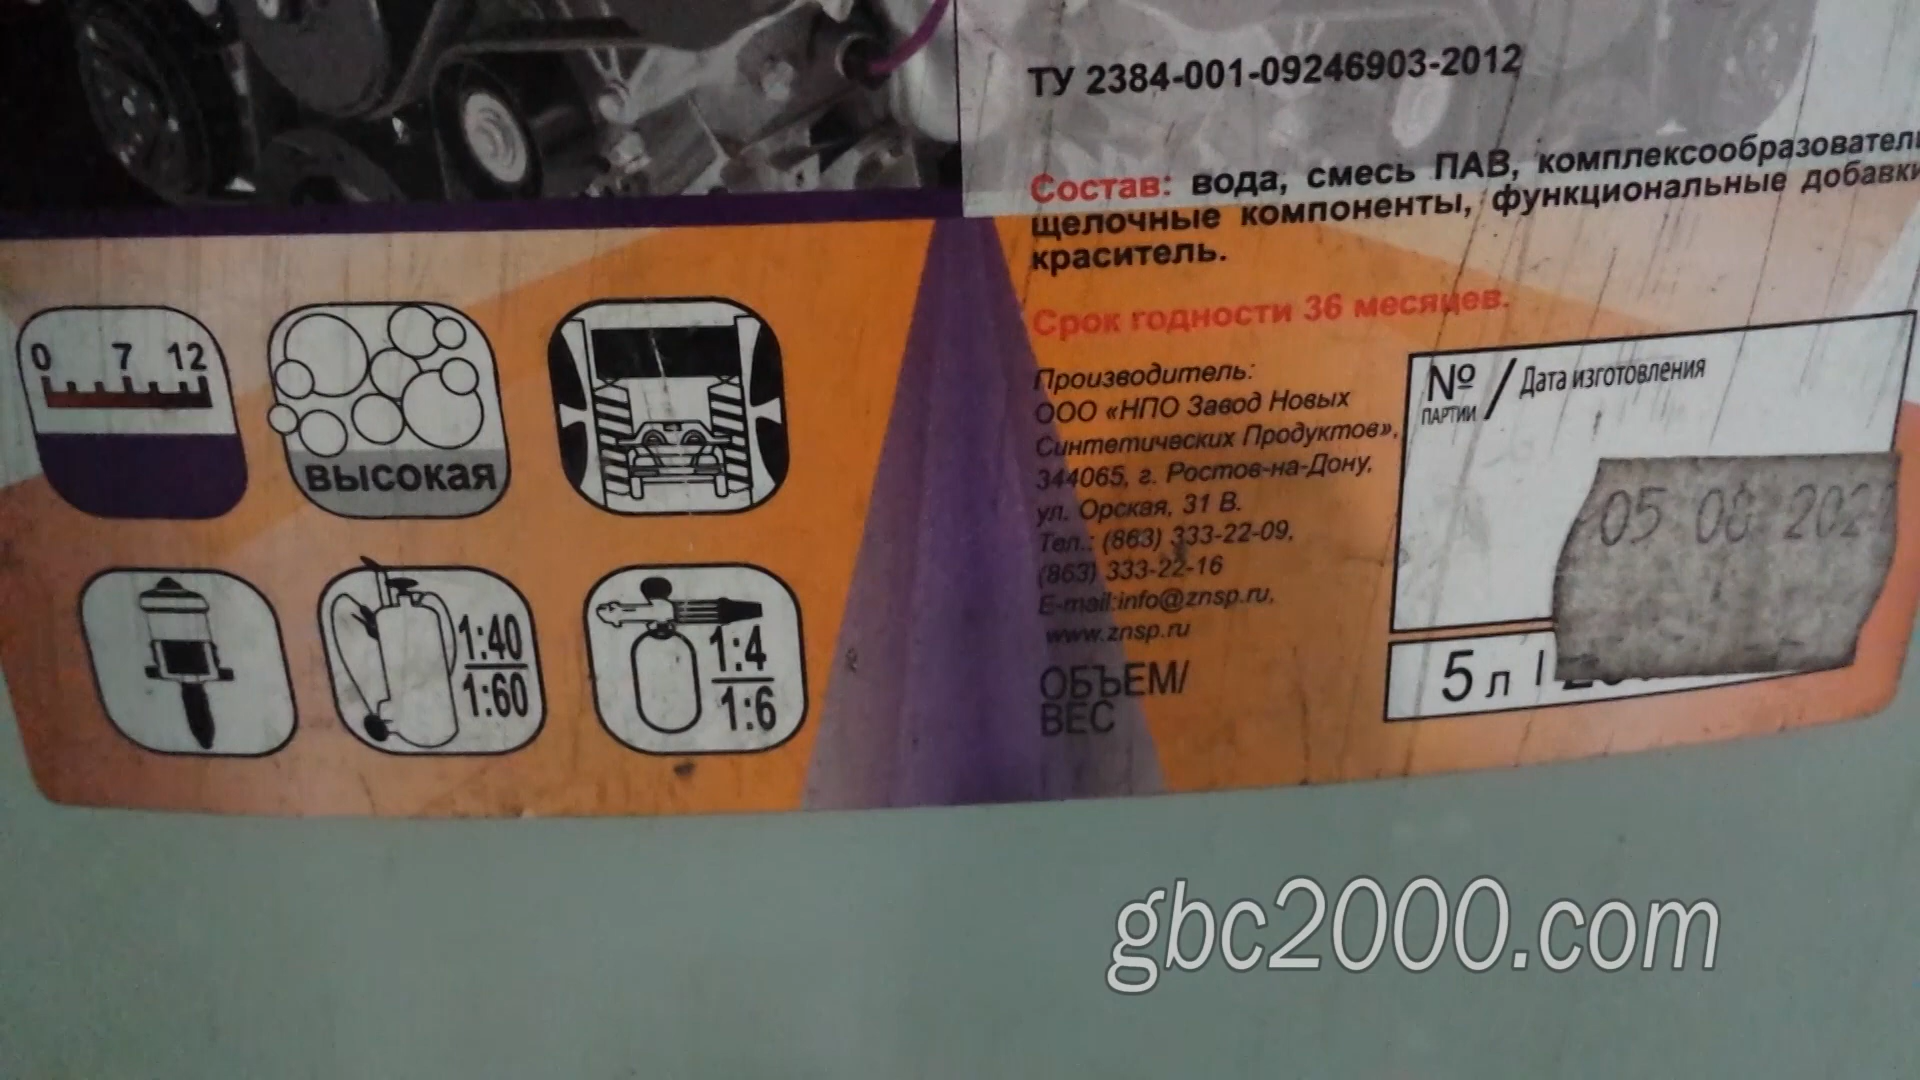 ТУ 2384-001-09246903-2012
Состав: вода, смесь ПАВ, комплексообразователь
щелочные компоненты, функциональные добавки
краситель.
Срок годности 36 месяцев.
0 7 12
ВЫСОКАЯ
1:40
1:60
1:4
1:6
Производитель:
ООО «НПО Завод Новых
Синтетических Продуктов»,
344065, г. Ростов-на-Дону,
ул. Орская, 31 В.
Тел.: (863) 333-22-09,
(863) 333-22-16
E-mail:info@znsp.ru,
www.znsp.ru
ОБЪЕМ/
ВЕС
№ / Дата изготовления
ПАРТИИ
05
5 л
gbc2000.com